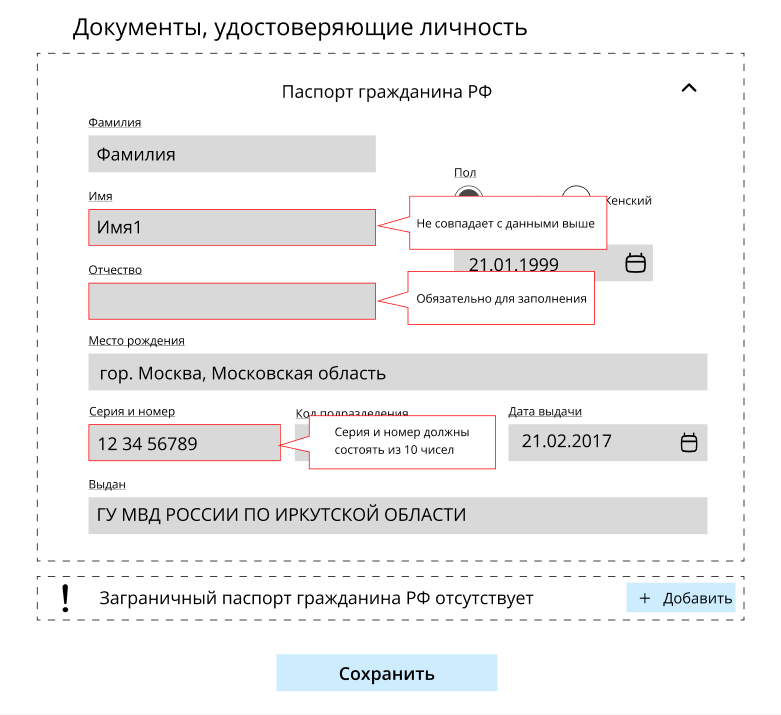 Документы, удостоверяющие личность
Паспорт гражданина РФ
Фамилия
Фамилия
Пол
Женский
Имя
Имя1
Не совпадает с данными выше
21.01.1999
Отчество
Обязательно для заполнения
Место рождения
гор. Москва, Московская область
Серия и номер
12 34 56789
Код подразделения
Серия и номер должны
состоять из 10 чисел
Дата выдачи
21.02.2017
Выдан
ГУ МВД РОССИИ ПО ИРКУТСКОЙ ОБЛАСТИ
! Заграничный паспорт гражданина РФ отсутствует
+ Добавить
Сохранить